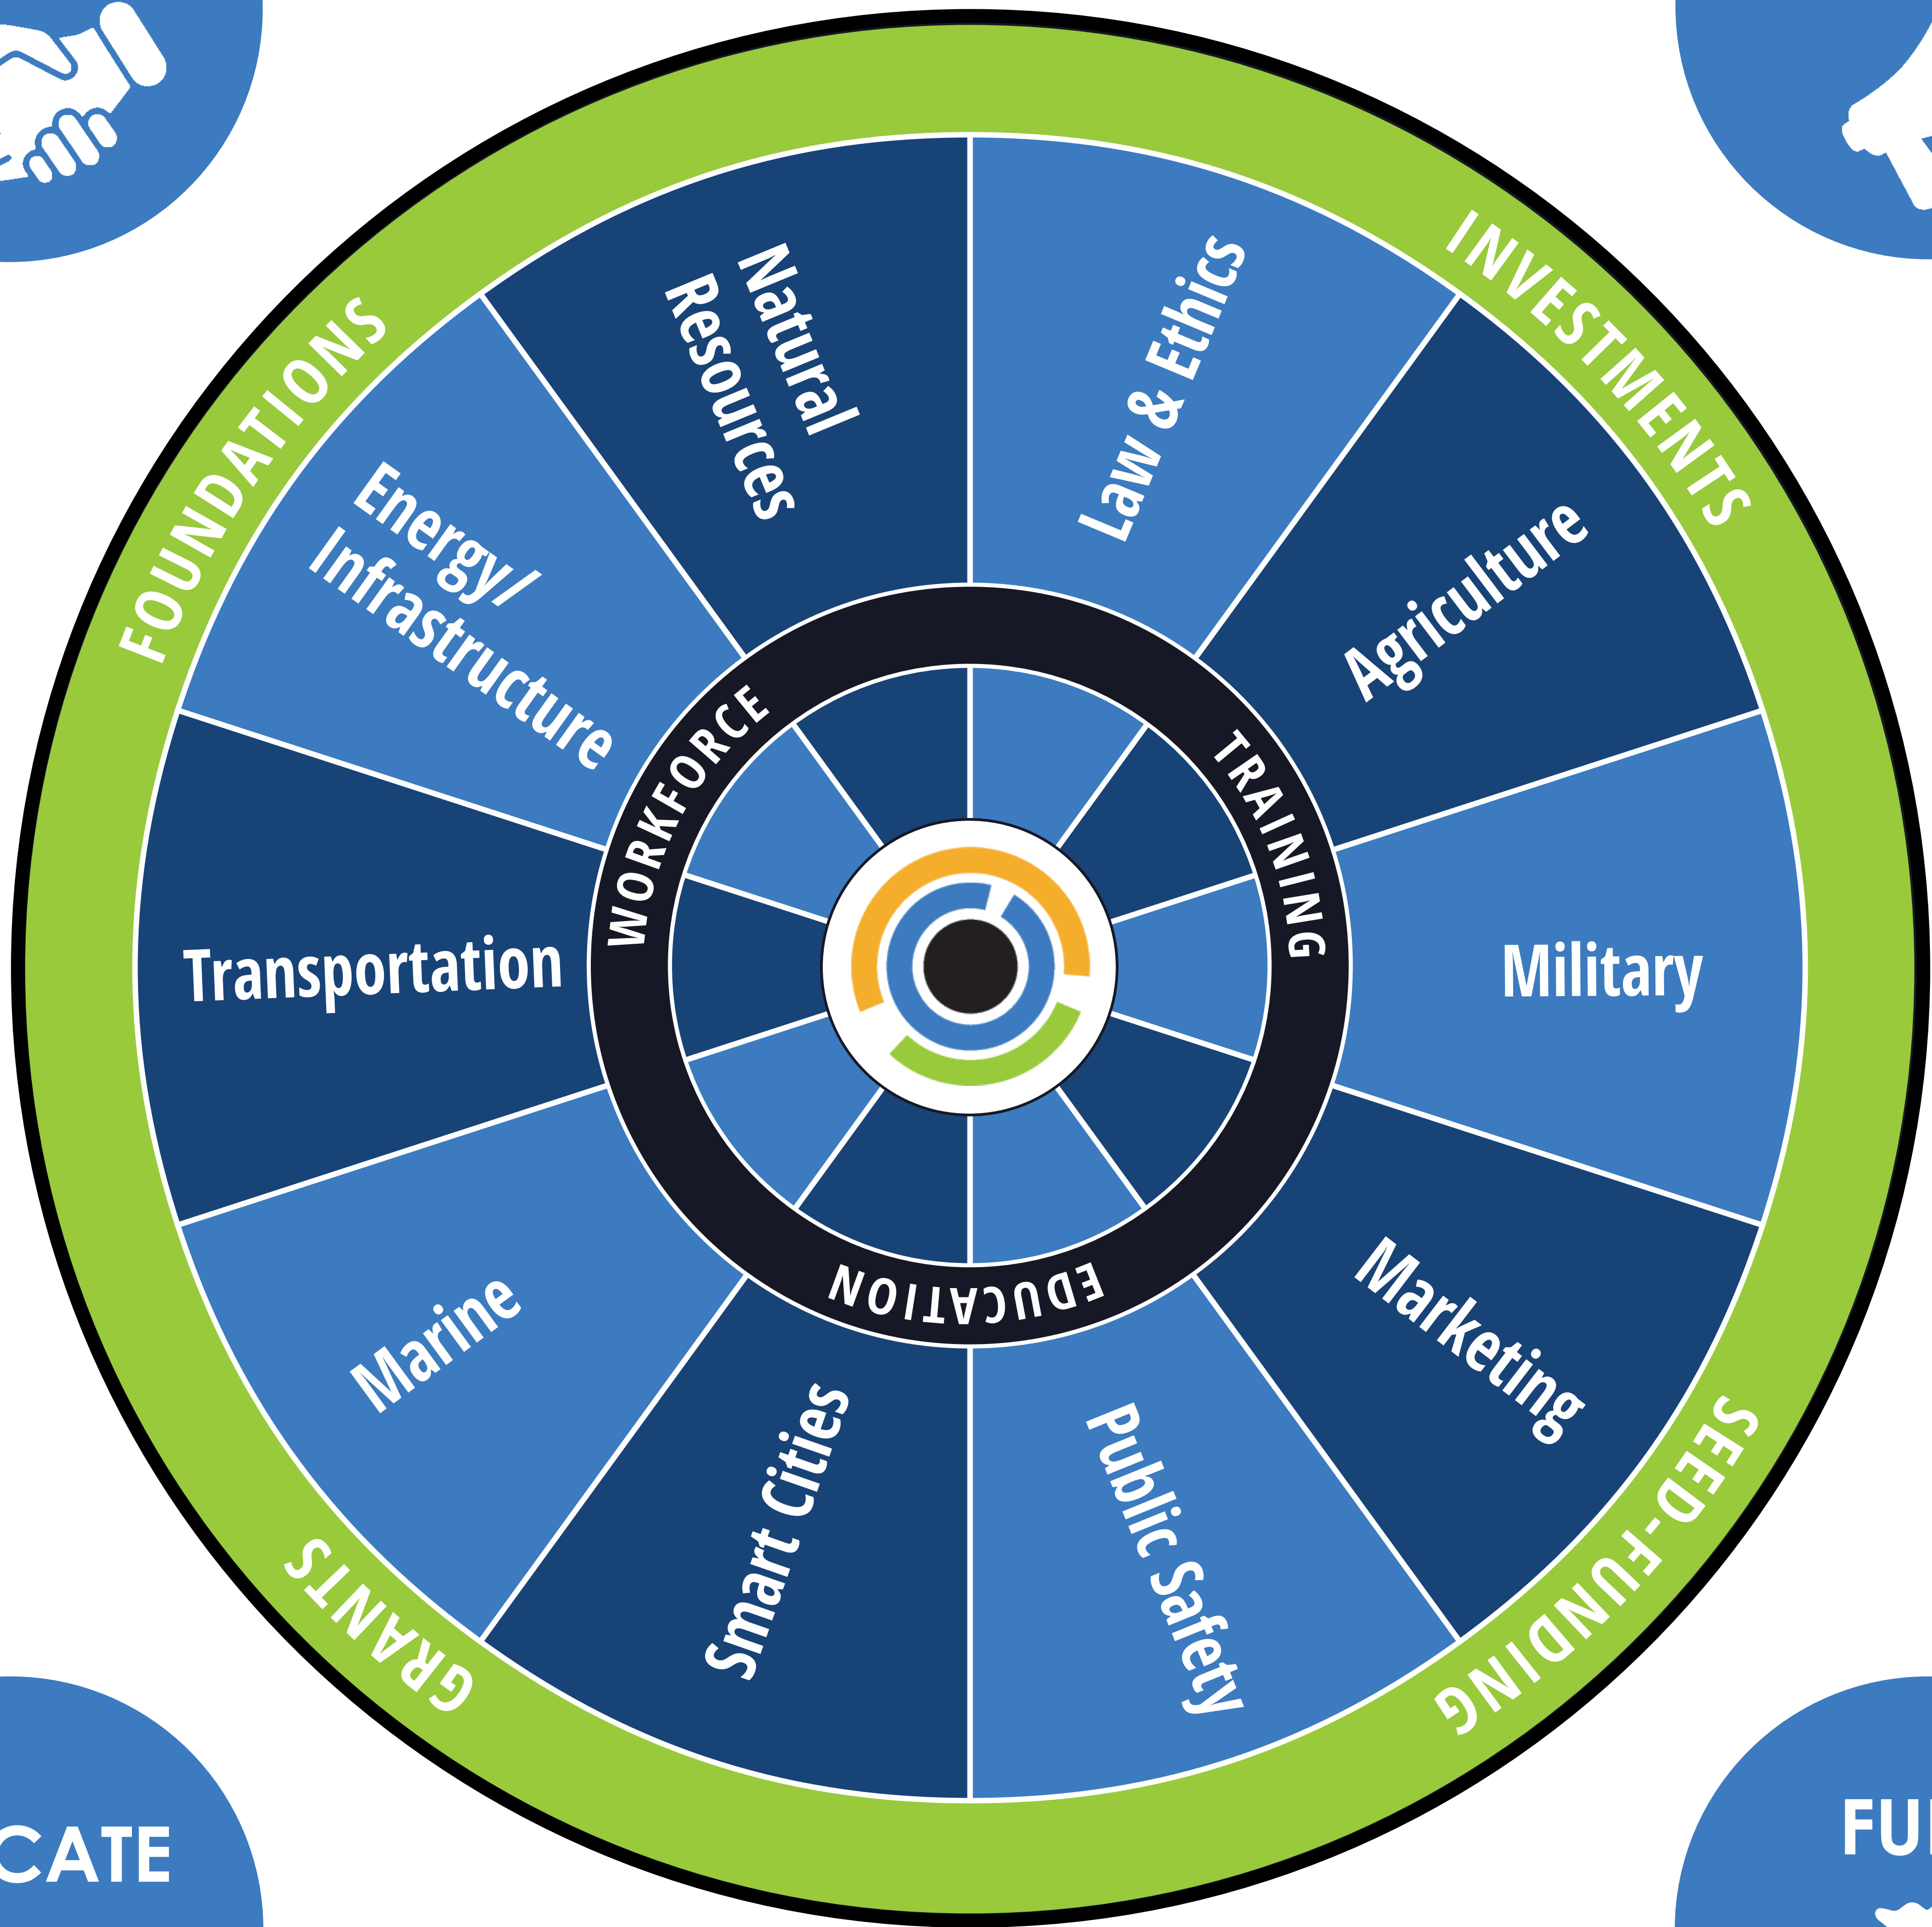 FOUNDATIONS
INVESTMENTS
SEED-FUNDING
GRANTS
Natural
Resources
Law & Ethics
Agriculture
Military
Marketing
Public Safety
Smart Cities
Marine
Transportation
Energy/
Infrastructure
WORKFORCE
TRAINING
EDUCATION
CATE
FU